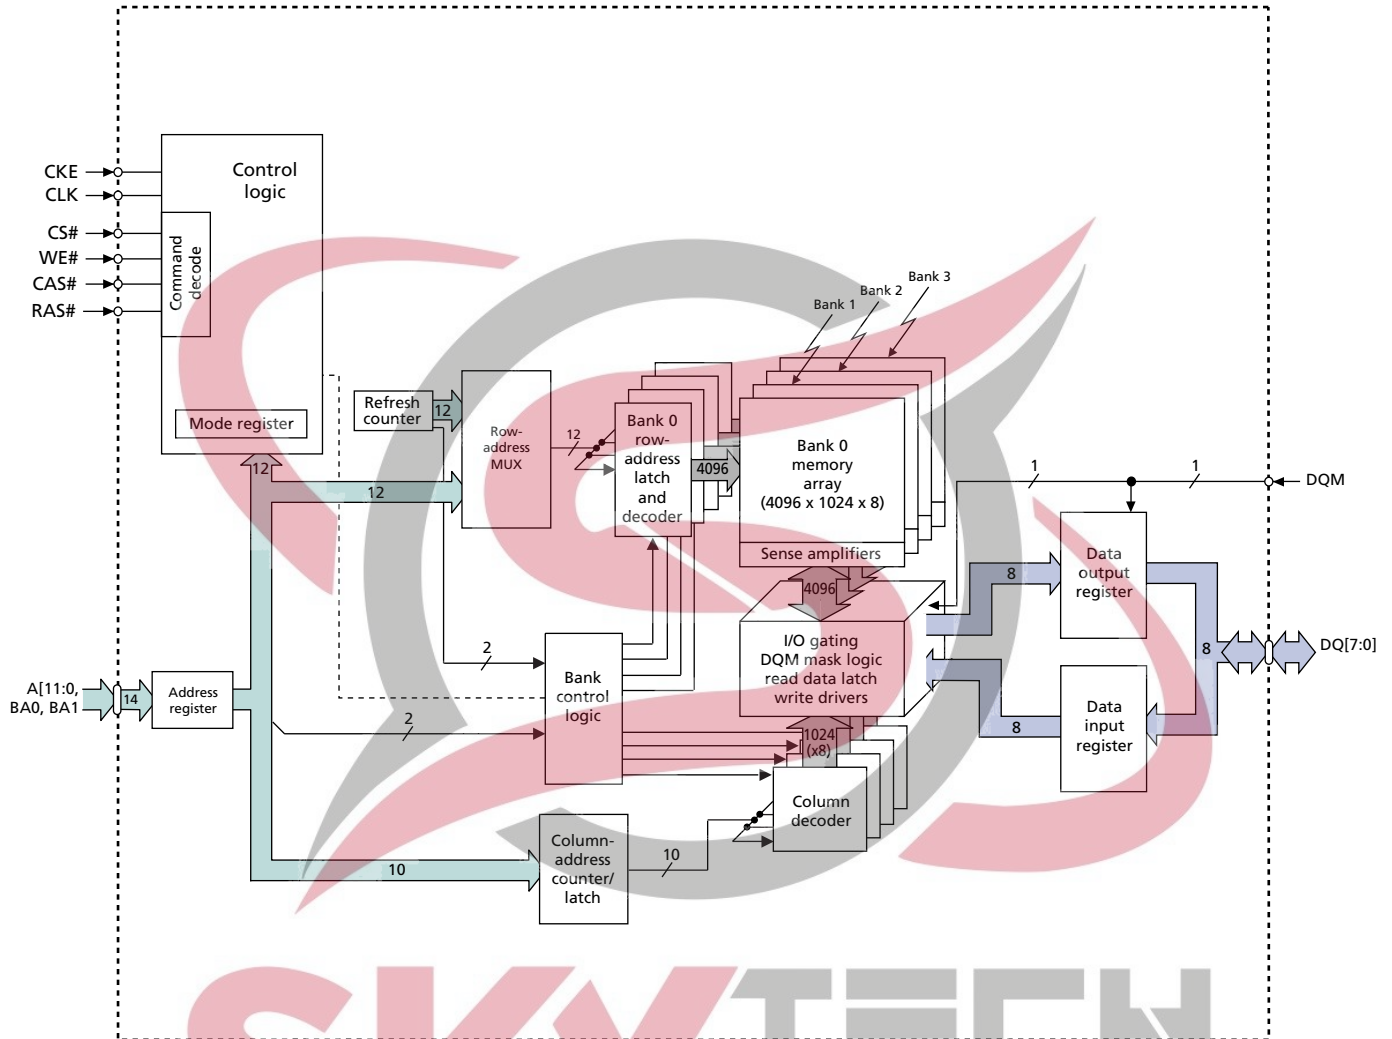 CKE
CLK
CS#
WE#
CAS#
RAS#
Control
logic
Command
decode
Mode register
12
12
Refresh
counter
12
Row-
address
MUX
12
Bank 0
row-
address
latch
and
decoder
4096
Bank 1
Bank 2
Bank 3
Bank 0
memory
array
(4096 x 1024 x 8)
Sense amplifiers
4096
I/O gating
DQM mask logic
read data latch
write drivers
1
1
DQM
8
Data
output
register
8
DQ[7:0]
8
Data
input
register
A[11:0,
BA0, BA1
14
Address
register
2
2
Bank
control
logic
1024
(x8)
Column
decoder
10
Column-
address
counter/
latch
10
SKYTECH